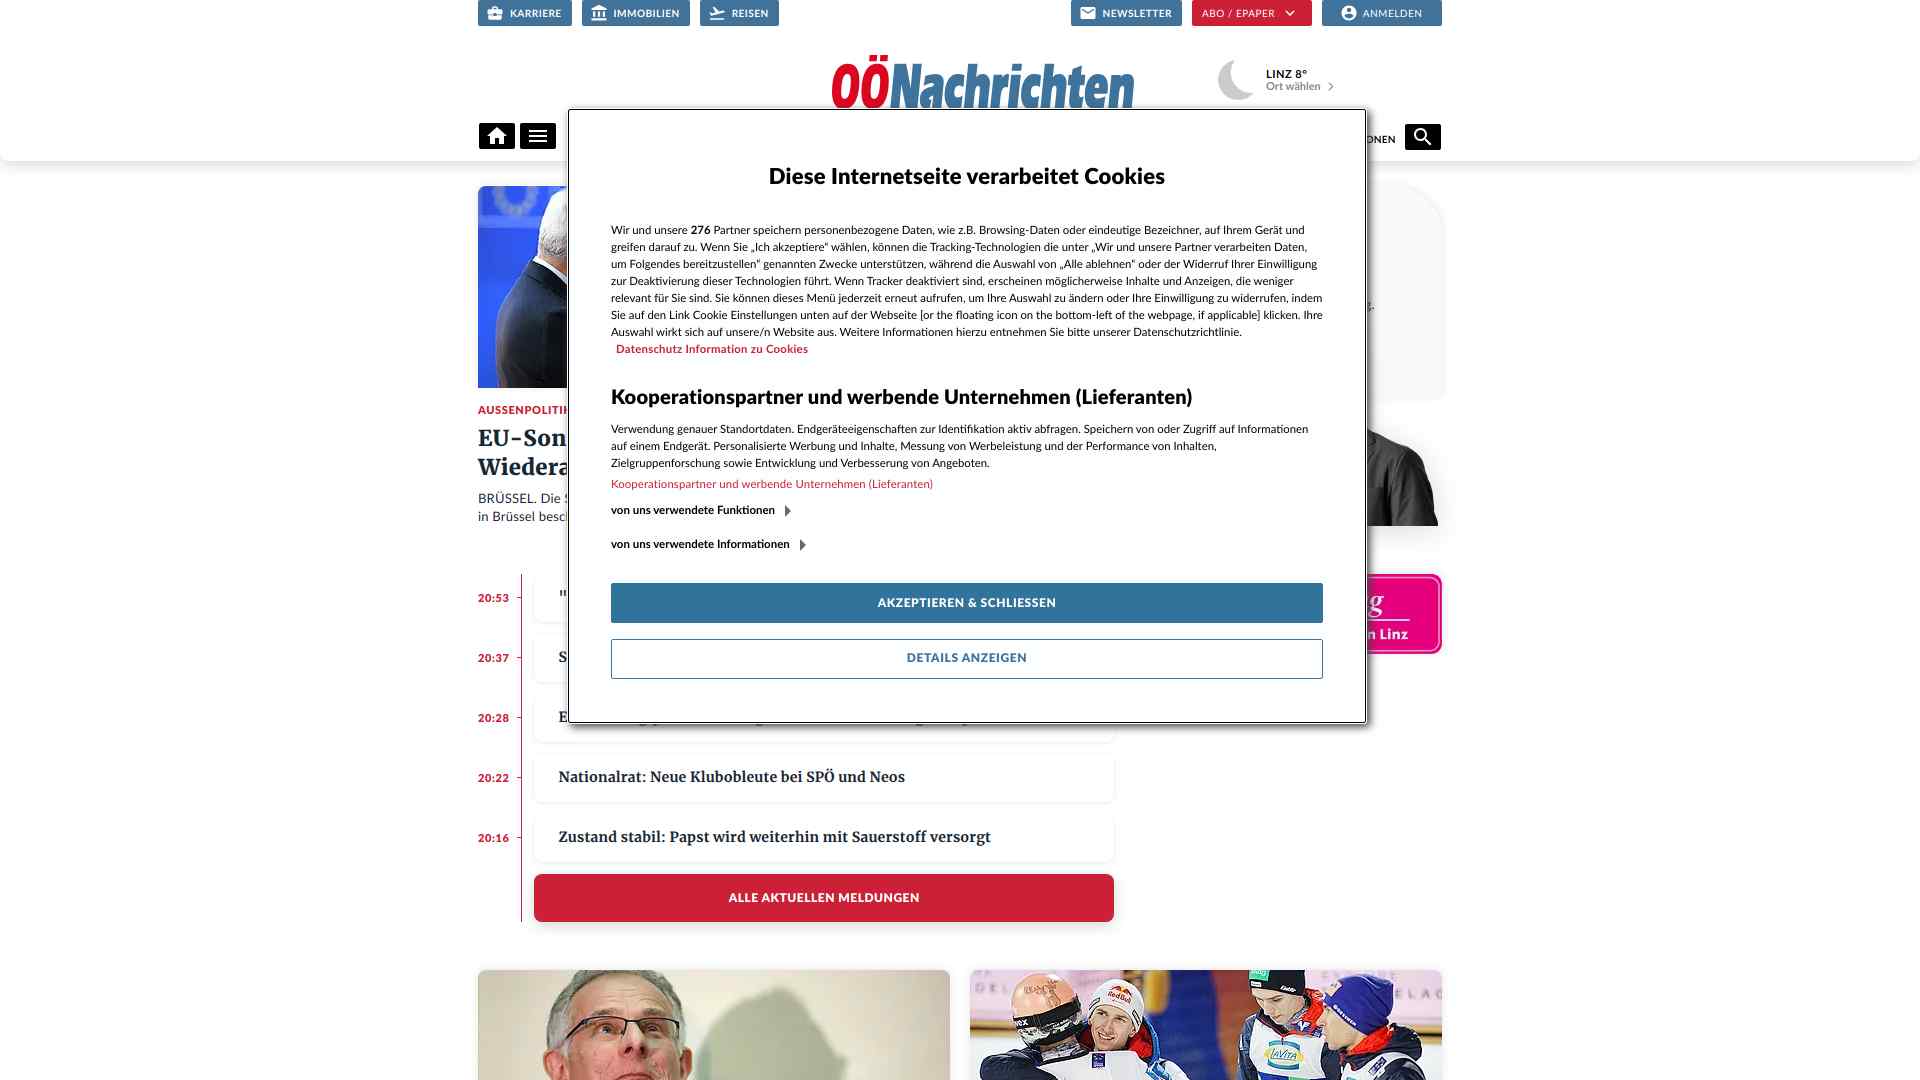 KARRIERE
IMMOBILIEN
REISEN
NEWSLETTER
ABO / EPAPER
ANMELDEN
OÖNachrichten
LINZ 8°
Ort wählen
Diese Internetseite verarbeitet Cookies
Wir und unsere 276 Partner speichern personenbezogene Daten, wie z.B. Browsing-Daten oder eindeutige Bezeichner, auf Ihrem Gerät und
greifen darauf zu. Wenn Sie „Ich akzeptiere“ wählen, können die Tracking-Technologien die unter „Wir und unsere Partner verarbeiten Daten,
um Folgendes bereitzustellen“ genannten Zwecke unterstützen, während die Auswahl von „Alle ablehnen“ oder der Widerruf Ihrer Einwilligung
zur Deaktivierung dieser Technologien führt. Wenn Tracker deaktiviert sind, erscheinen möglicherweise Inhalte und Anzeigen, die weniger
relevant für Sie sind. Sie können dieses Menü jederzeit erneut aufrufen, um Ihre Auswahl zu ändern oder Ihre Einwilligung zu widerrufen, indem
Sie auf den Link Cookie Einstellungen unten auf der Webseite [or the floating icon on the bottom-left of the webpage, if applicable] klicken. Ihre
Auswahl wirkt sich auf unsere/n Website aus. Weitere Informationen hierzu entnehmen Sie bitte unserer Datenschutzrichtlinie.
Datenschutz Information zu Cookies
Kooperationspartner und werbende Unternehmen (Lieferanten)
Verwendung genauer Standortdaten. Endgeräteeigenschaften zur Identifikation aktiv abfragen. Speichern von oder Zugriff auf Informationen
auf einem Endgerät. Personalisierte Werbung und Inhalte, Messung von Werbeleistung und der Performance von Inhalten,
Zielgruppenforschung sowie Entwicklung und Verbesserung von Angeboten.
Kooperationspartner und werbende Unternehmen (Lieferanten)
von uns verwendete Funktionen
von uns verwendete Informationen
AKZEPTIEREN & SCHLIESSEN
DETAILS ANZEIGEN
AUSSENPOLITIK
EU-Son
Wiedera
BRÜSSEL. Die S
in Brüssel besc
20:53
20:37
20:28
20:22
Nationalrat: Neue Klubobleute bei SPÖ und Neos
20:16
Zustand stabil: Papst wird weiterhin mit Sauerstoff versorgt
ALLE AKTUELLEN MELDUNGEN
n Linz
RedBull
LaVITA